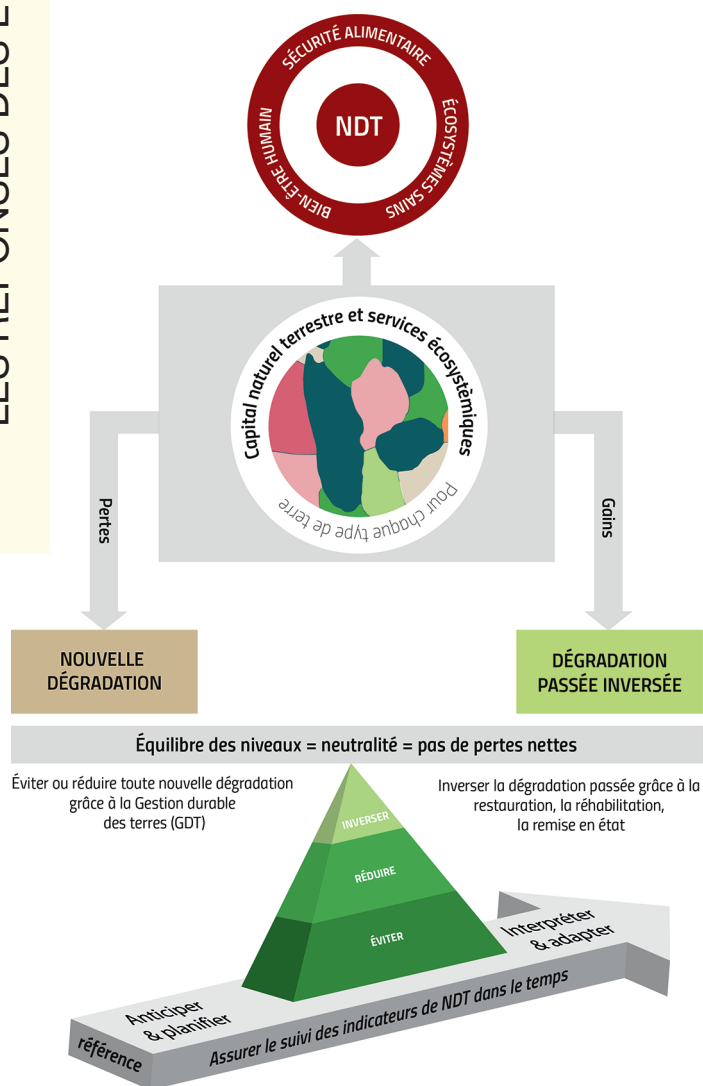 SÉCURITÉ ALIMENTAIRE
ÉCOSYSTÈMES SAINS
BIEN-ÊTRE HUMAIN
NDT
Capital naturel terrestre et services écosystèmiques
Pour chaque type de terre
Pertes
Gains
NOUVELLE
DÉGRADATION
DÉGRADATION
PASSÉE INVERSÉE
Équilibre des niveaux = neutralité = pas de pertes nettes
Éviter ou réduire toute nouvelle dégradation
grâce à la Gestion durable
des terres (GDT)
Inverser la dégradation passée grâce à la
restauration, la réhabilitation,
la remise en état
INVERSER
RÉDUIRE
ÉVITER
Interpréter
& adapter
Anticiper
& planifier
référence
Assurer le suivi des indicateurs de NDT dans le temps